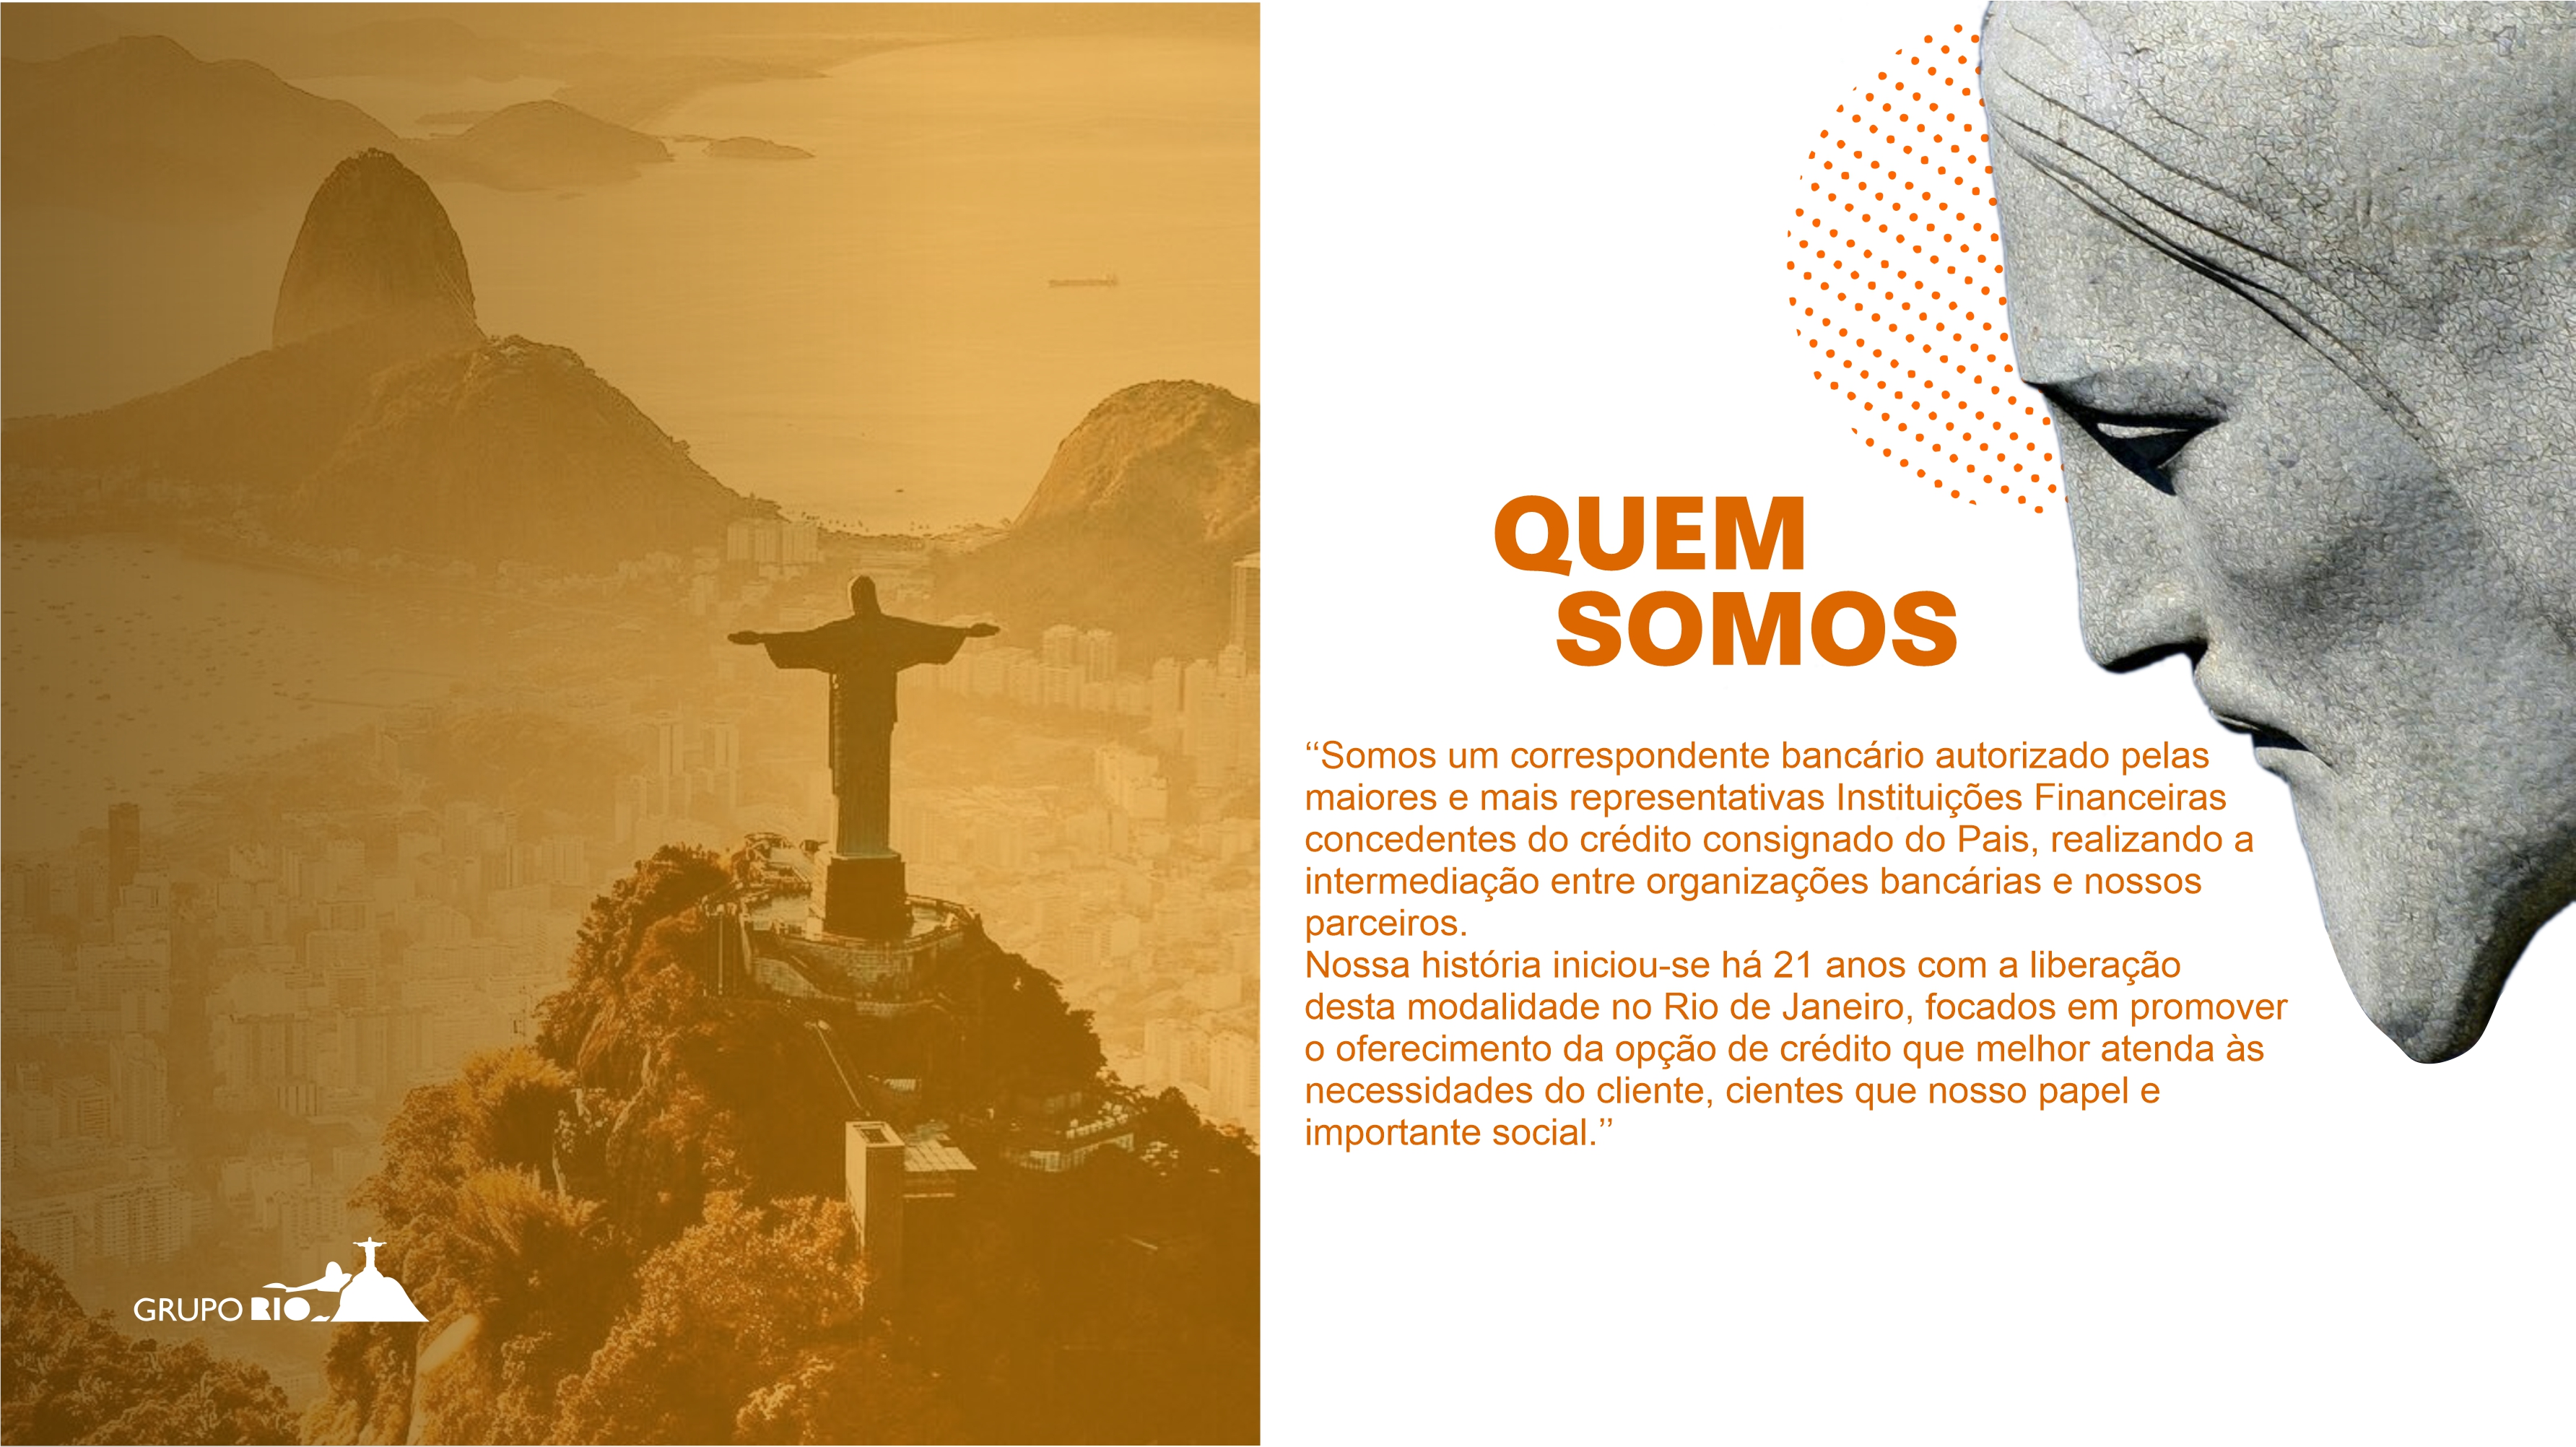 QUEM
SOMOS
‘‘Somos um correspondente bancário autorizado pelas
maiores e mais representativas Instituições Financeiras
concedentes do crédito consignado do Pais, realizando a
intermediação entre organizações bancárias e nossos
parceiros.
Nossa história iniciou-se há 21 anos com a liberação
desta modalidade no Rio de Janeiro, focados em promover
o oferecimento da opção de crédito que melhor atenda às
necessidades do cliente, cientes que nosso papel e
importante social.’’
GRUPO RIO